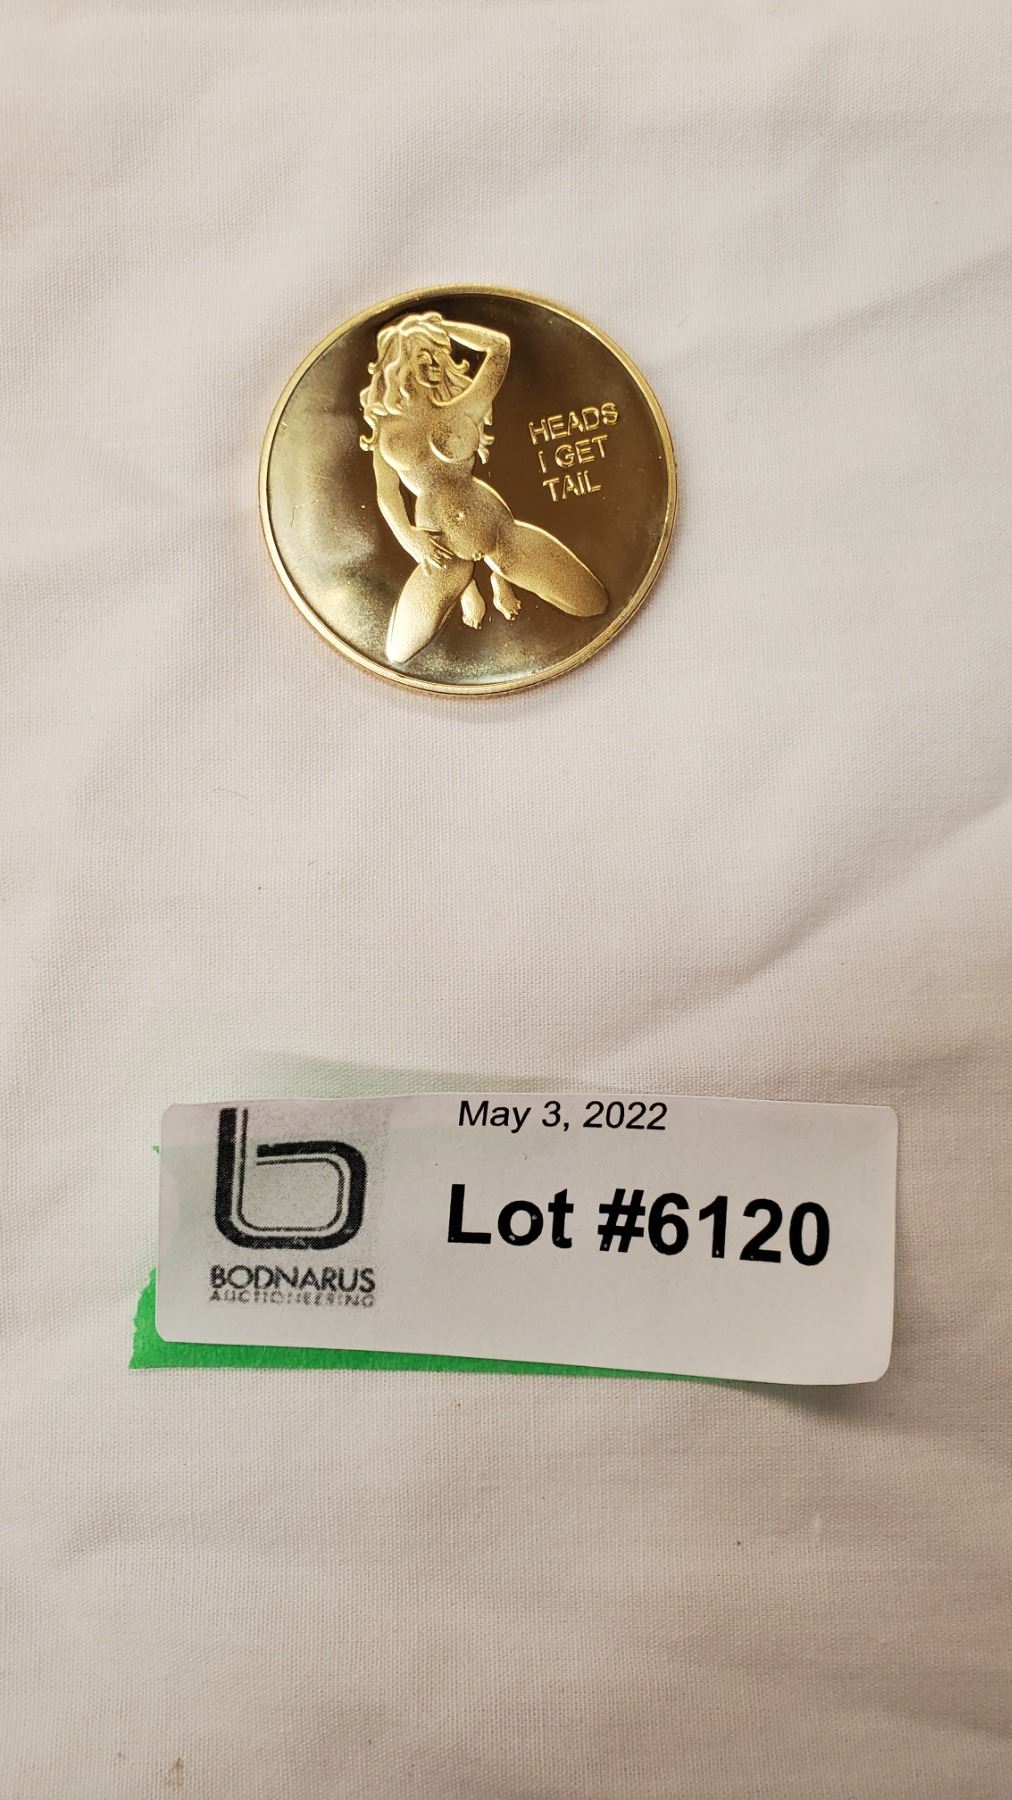 HEADS
I GET
TAIL
May 3, 2022
Lot #6120
BODNARUS
AUCTIONEERING